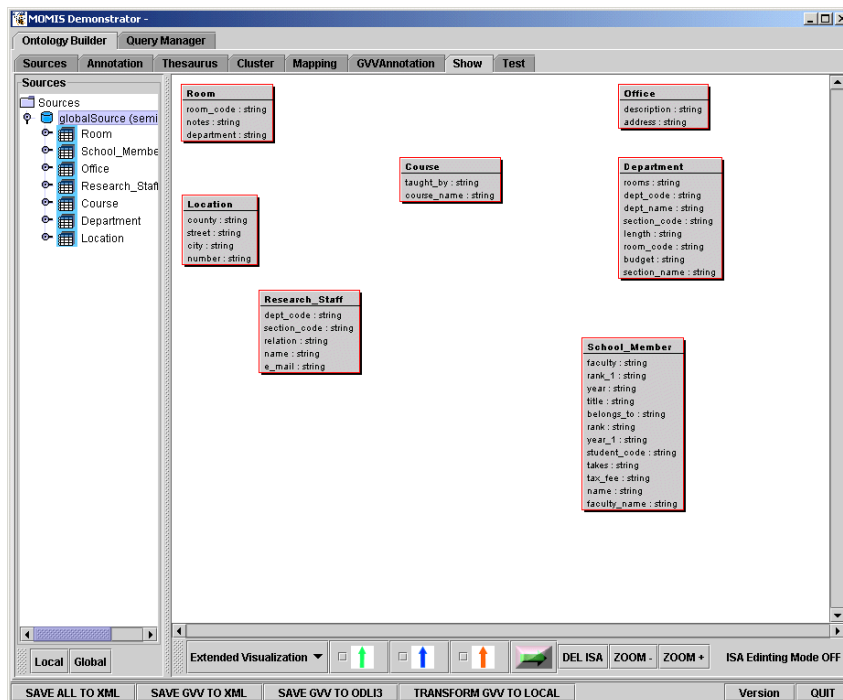 MOMIS Demonstrator -
Ontology Builder Query Manager
Sources Annotation Thesaurus Cluster Mapping GVVAnnotation Show Test
Sources
Sources
globalSource (semi
Room
School_Membe
Office
Research_Staff
Course
Department
Location
Room
room_code : string
notes : string
department : string
Office
description : string
address : string
Course
taught_by : string
course_name : string
Department
rooms : string
dept_code : string
dept_name : string
section_code : string
length : string
room_code : string
budget : string
section_name : string
Location
county : string
street : string
city : string
number : string
Research_Staff
dept_code : string
section_code : string
relation : string
name : string
e_mail : string
School_Member
faculty : string
rank_1 : string
year : string
title : string
belongs_to : string
rank : string
year_1 : string
student_code : string
takes : string
tax_fee : string
name : string
faculty_name : string
Local Global
Extended Visualization DEL ISA ZOOM - ZOOM + ISA Edinting Mode OFF
SAVE ALL TO XML SAVE GVV TO XML SAVE GVV TO ODLI3 TRANSFORM GVV TO LOCAL Version QUIT